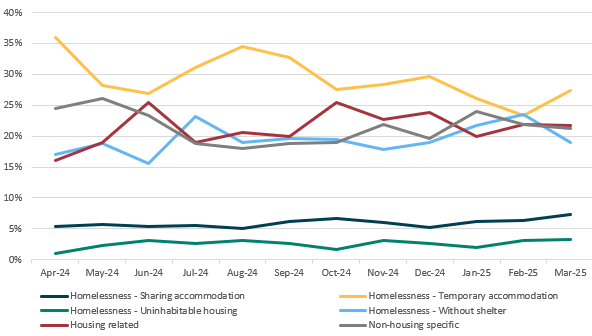 40%
35%
30%
25%
20%
15%
10%
5%
0%
Apr-24 May-24 Jun-24 Jul-24 Aug-24 Sep-24 Oct-24 Nov-24 Dec-24 Jan-25 Feb-25 Mar-25
Homelessness - Sharing accommodation Homelessness - Temporary accommodation
Homelessness - Uninhabitable housing Homelessness - Without shelter
Housing related Non-housing specific